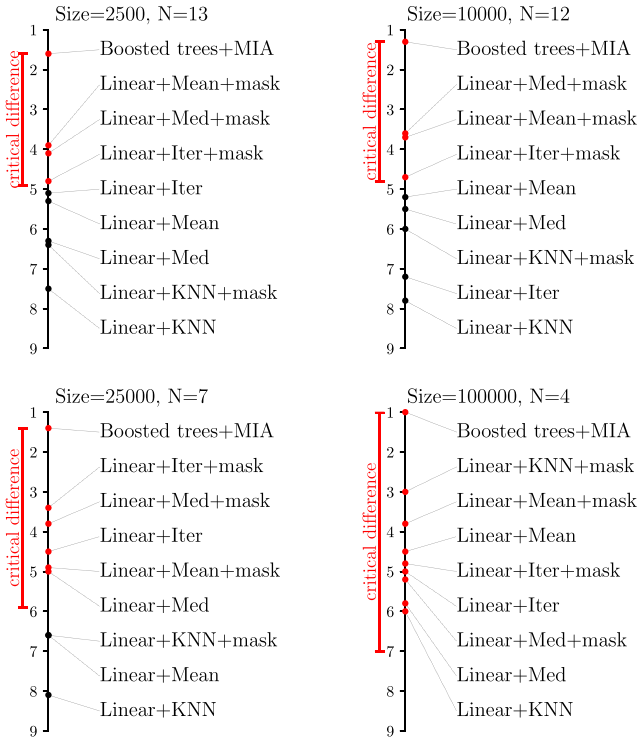 Size=2500, N=13
1
2
3
4
5
6
7
8
9
critical difference
Boosted trees+MIA
Linear+Mean+mask
Linear+Med+mask
Linear+Iter+mask
Linear+Iter
Linear+Mean
Linear+Med
Linear+KNN+mask
Linear+KNN
Size=10000, N=12
1
2
3
4
5
6
7
8
9
critical difference
Boosted trees+MIA
Linear+Med+mask
Linear+Mean+mask
Linear+Iter+mask
Linear+Mean
Linear+Med
Linear+KNN+mask
Linear+Iter
Linear+KNN
Size=25000, N=7
1
2
3
4
5
6
7
8
9
critical difference
Boosted trees+MIA
Linear+Iter+mask
Linear+Med+mask
Linear+Iter
Linear+Mean+mask
Linear+Med
Linear+KNN+mask
Linear+Mean
Linear+KNN
Size=100000, N=4
1
2
3
4
5
6
7
8
9
critical difference
Boosted trees+MIA
Linear+KNN+mask
Linear+Mean+mask
Linear+Mean
Linear+Iter+mask
Linear+Iter
Linear+Med+mask
Linear+Med
Linear+KNN